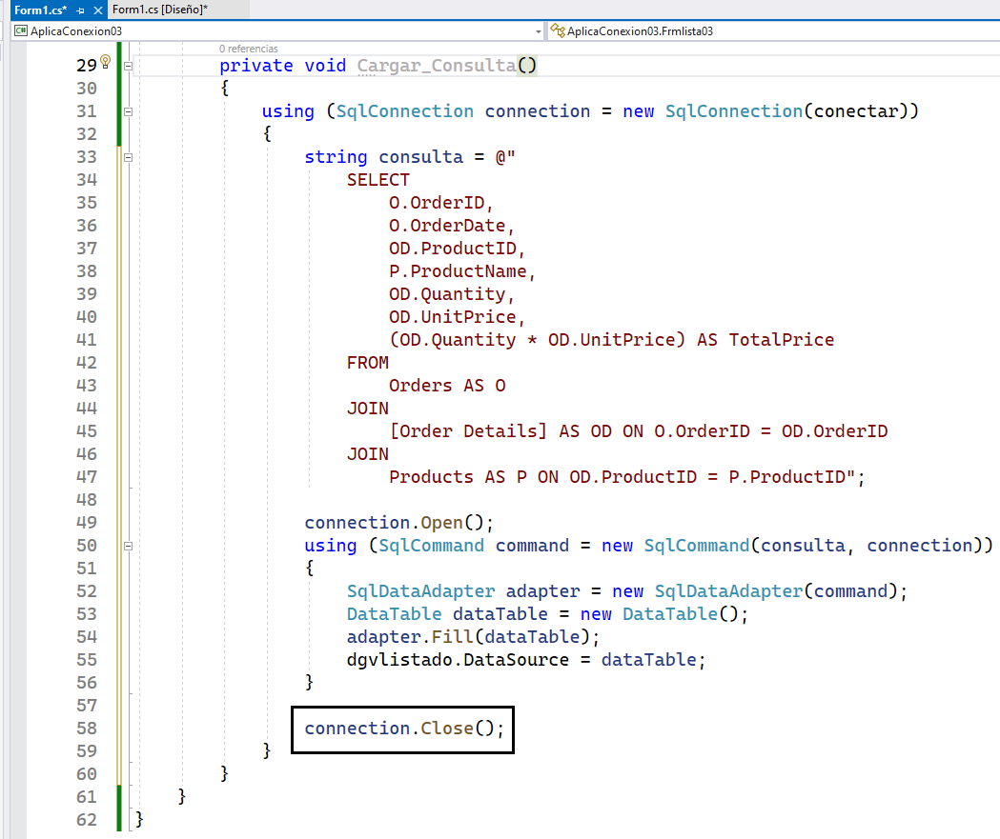 Form1.cs* Form1.cs [Diseño]*
AplicaConexion03 AplicaConexion03.Frmlista03
0 referencias
29 private void Cargar_Consulta()
30 {
31 using (SqlConnection connection = new SqlConnection(conectar))
32 {
33 string consulta = @"
34 SELECT
35 O.OrderID,
36 O.OrderDate,
37 OD.ProductID,
38 P.ProductName,
39 OD.Quantity,
40 OD.UnitPrice,
41 (OD.Quantity * OD.UnitPrice) AS TotalPrice
42 FROM
43 Orders AS O
44 JOIN
45 [Order Details] AS OD ON O.OrderID = OD.OrderID
46 JOIN
47 Products AS P ON OD.ProductID = P.ProductID";
48
49 connection.Open();
50 using (SqlCommand command = new SqlCommand(consulta, connection))
51 {
52 SqlDataAdapter adapter = new SqlDataAdapter(command);
53 DataTable dataTable = new DataTable();
54 adapter.Fill(dataTable);
55 dgvlistado.DataSource = dataTable;
56 }
57
58 connection.Close();
59 }
60 }
61 }
62 }